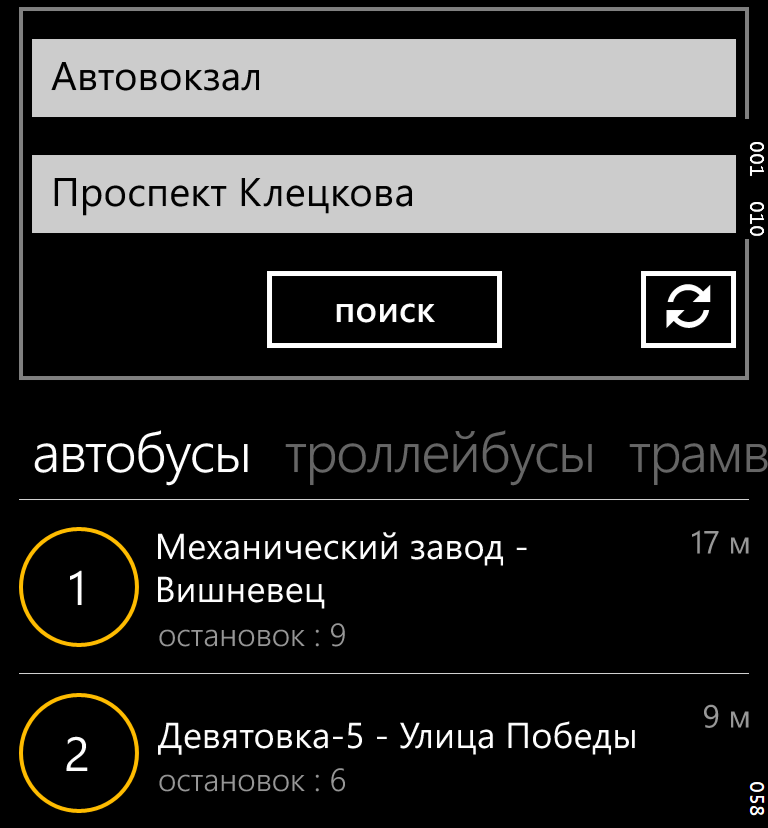 Автовокзал
001
Проспект Клецкова
010
поиск
автобусы троллейбусы трамв
Механический завод - 17 м
1
Вишневец
остановок : 9
9 м
Девятовка-5 - Улица Победы
2
остановок : 6
058